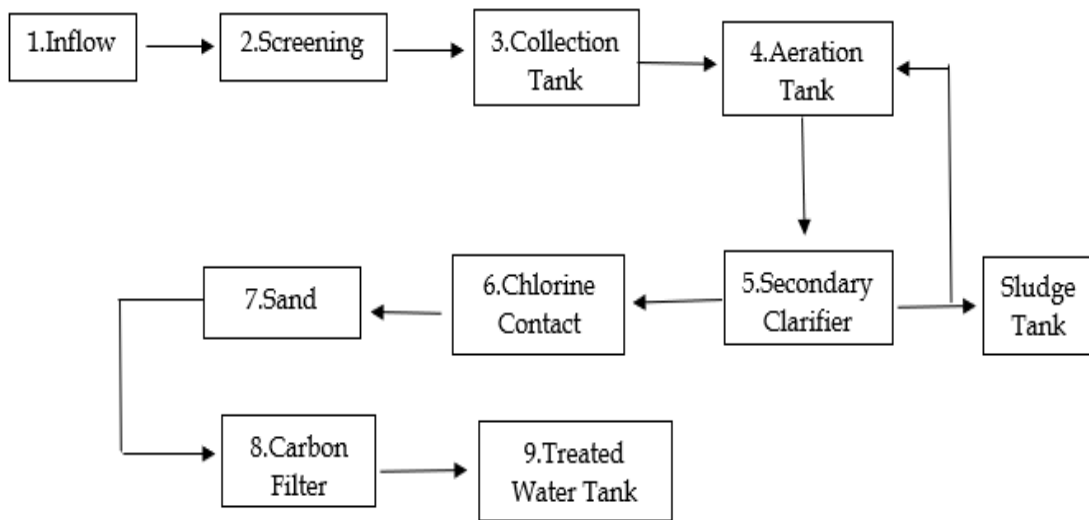 1.Inflow
2.Screening
3.Collection
Tank
4.Aeration
Tank
5.Secondary
Clarifier
Sludge
Tank
6.Chlorine
Contact
7.Sand
8.Carbon
Filter
9.Treated
Water Tank